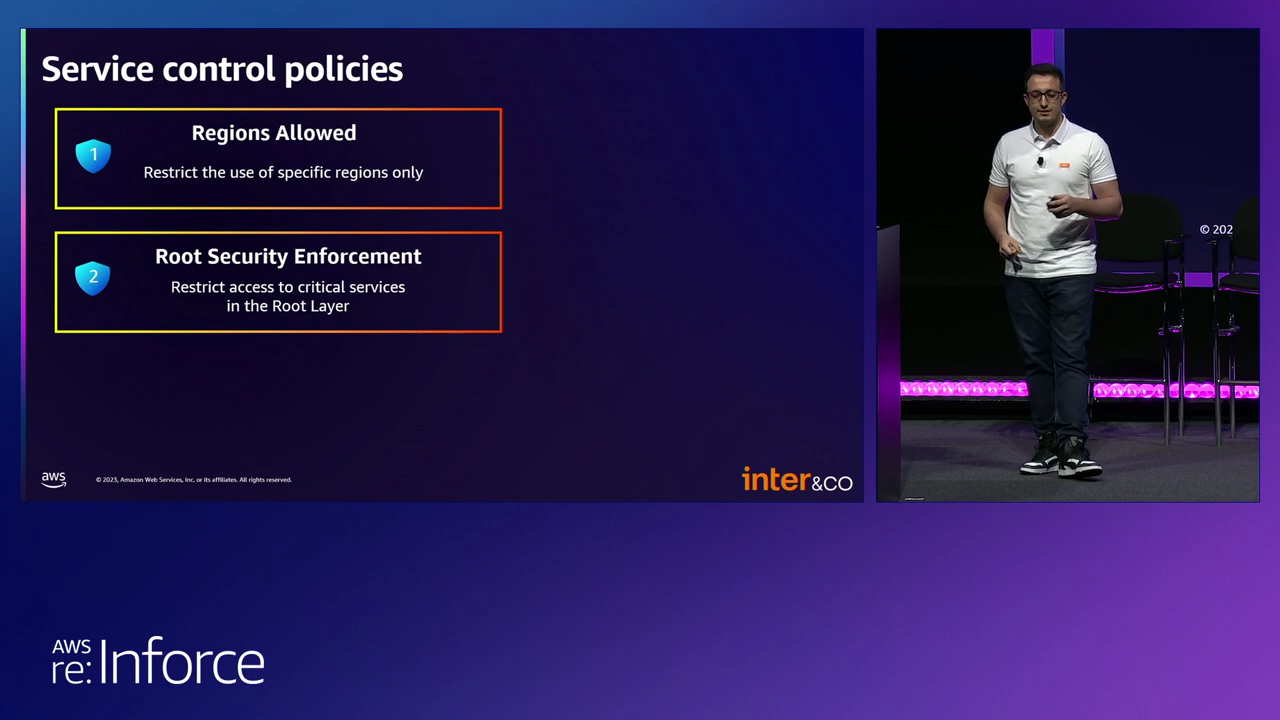 Service control policies
1
Regions Allowed
Restrict the use of specific regions only
2
Root Security Enforcement
Restrict access to critical services
in the Root Layer
aws
© 2023, Amazon Web Services, Inc. or its affiliates. All rights reserved.
inter&CO
© 202
AWS
re:Inforce